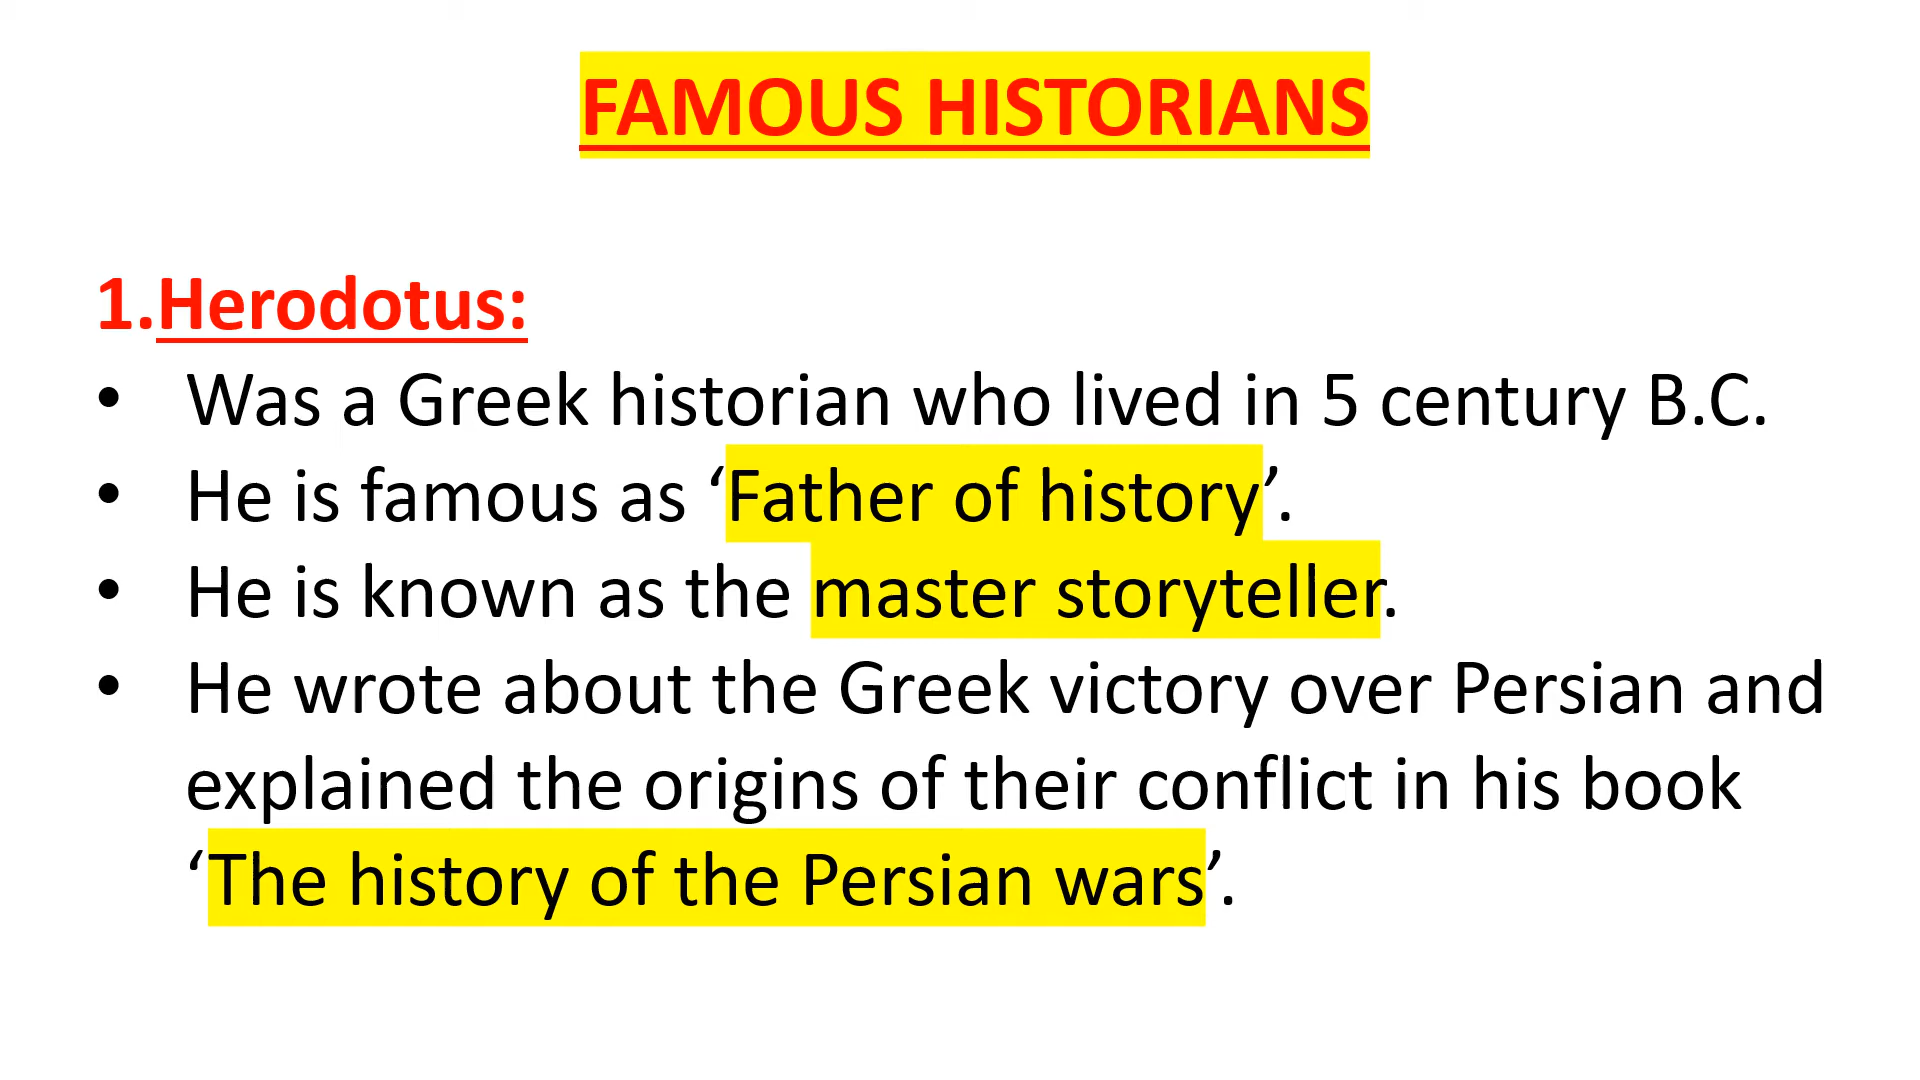 FAMOUS HISTORIANS
1.Herodotus:
• Was a Greek historian who lived in 5 century B.C.
• He is famous as ‘Father of history’.
• He is known as the master storyteller.
• He wrote about the Greek victory over Persian and
explained the origins of their conflict in his book
‘The history of the Persian wars’.